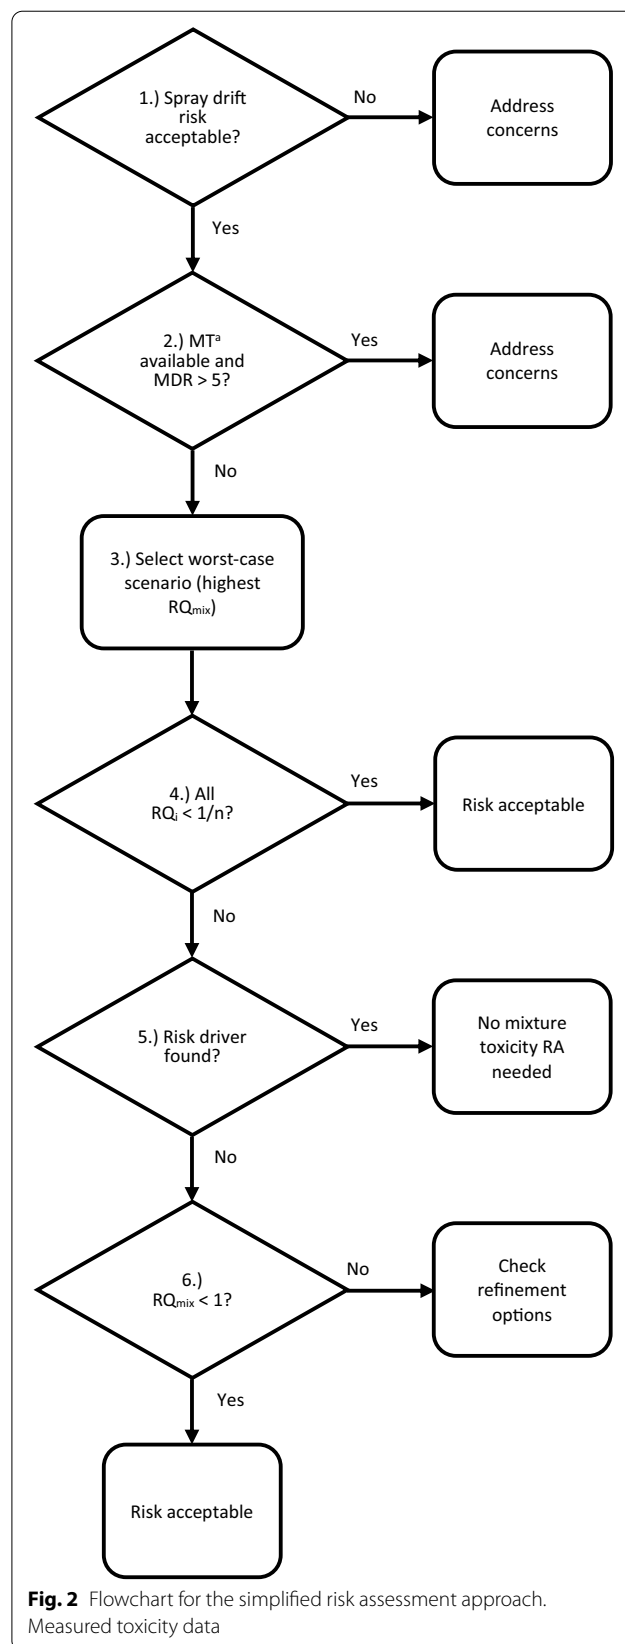 1.) Spray drift
risk
acceptable?
No
Address
concerns
Yes
2.) MTᵃ
available and
MDR > 5?
Yes
Address
concerns
No
3.) Select worst-case
scenario (highest
RQₘᵢₓ)
4.) All
RQᵢ < 1/n?
Yes
Risk acceptable
No
5.) Risk driver
found?
Yes
No mixture
toxicity RA
needed
No
6.)
RQₘᵢₓ < 1?
No
Check
refinement
options
Yes
Risk acceptable
Fig. 2 Flowchart for the simplified risk assessment approach.
Measured toxicity data